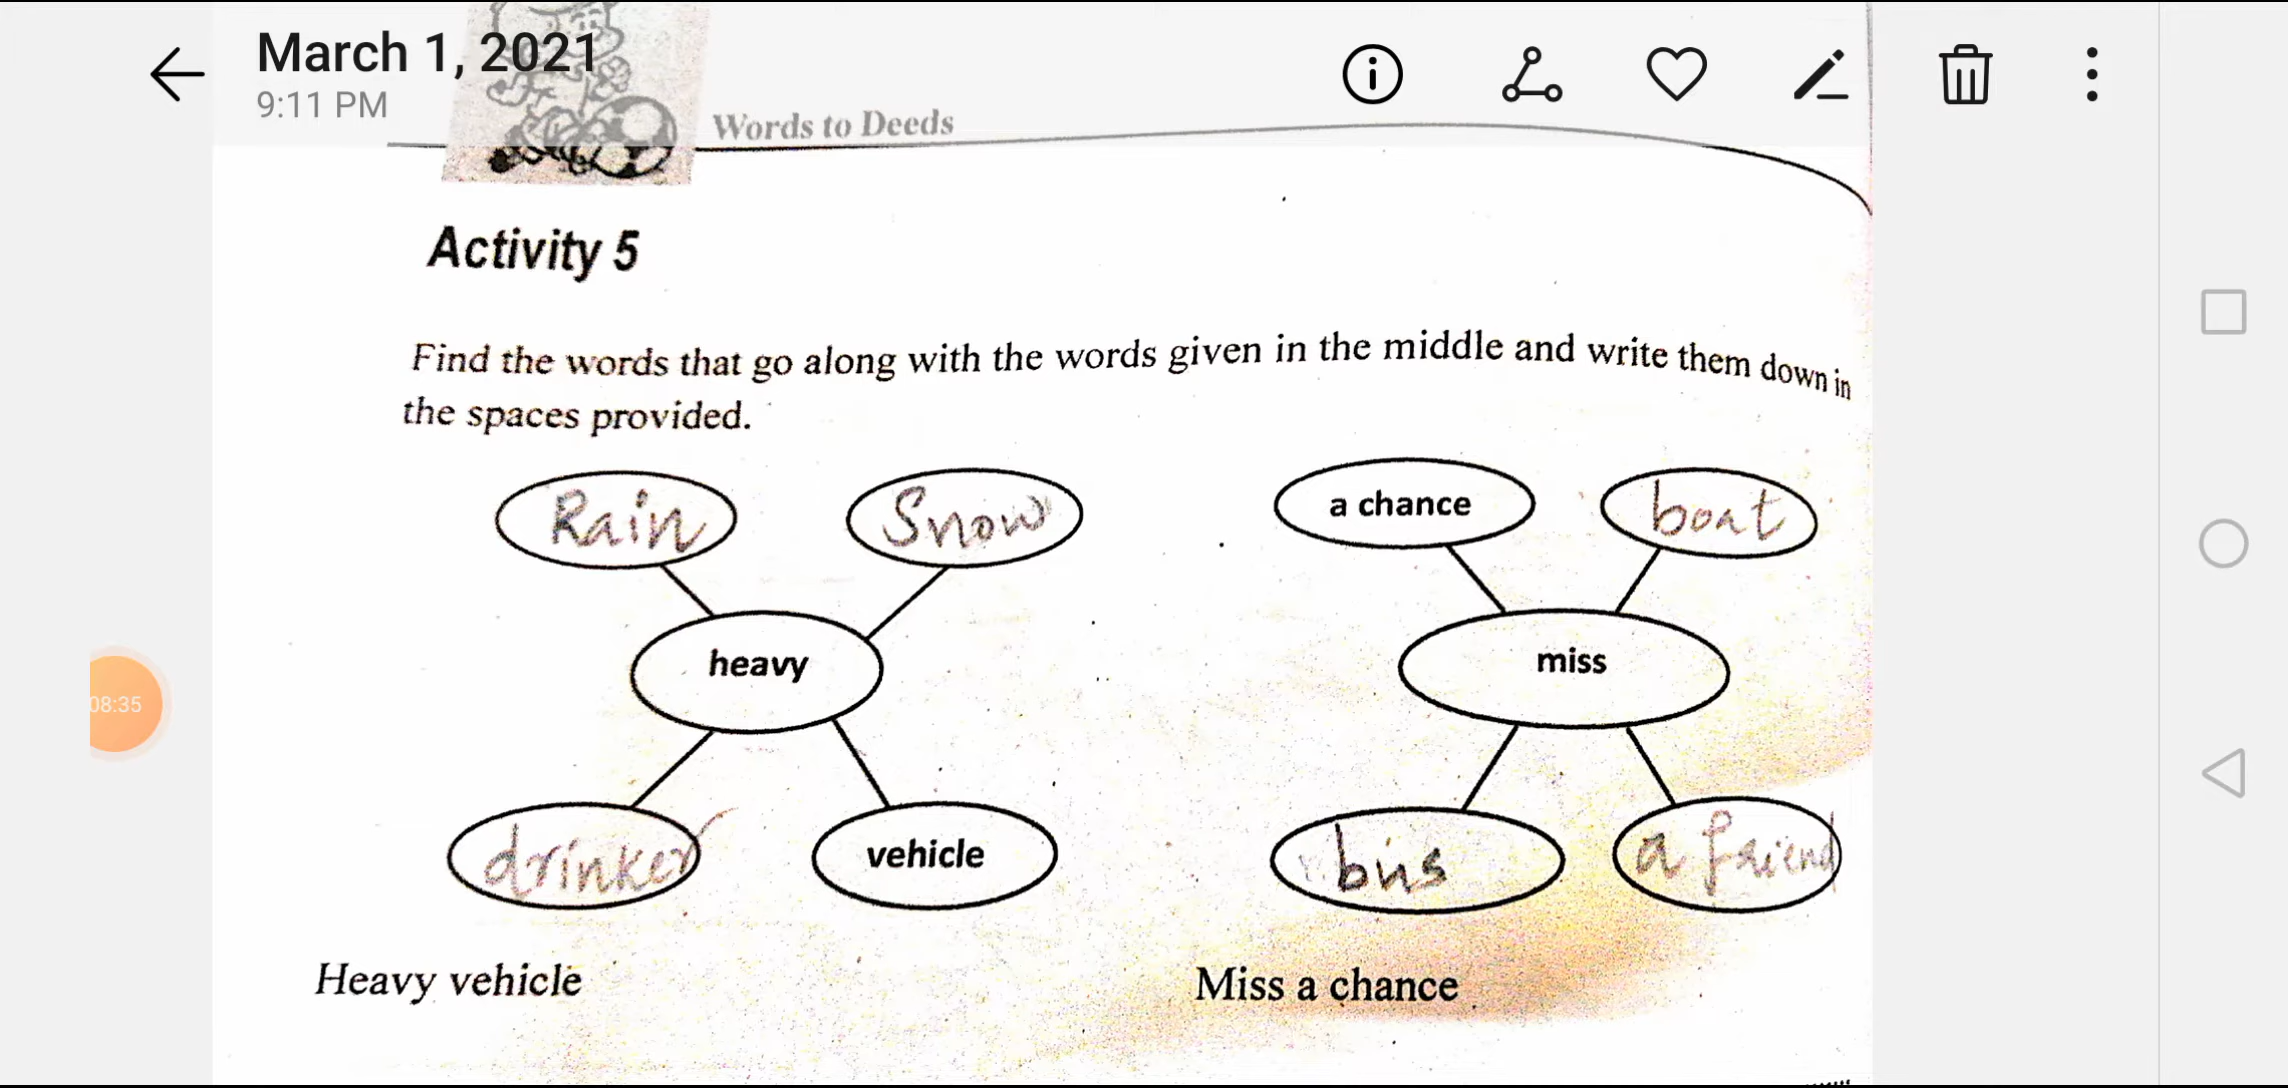 March 1, 2021
9:11 PM
Words to Deeds
Activity 5
Find the words that go along with the words given in the middle and write them down in
the spaces provided.
Rain
Snow
a chance
boat
heavy
miss
drinker
vehicle
bus
a friend
Heavy vehicle
Miss a chance
08:35